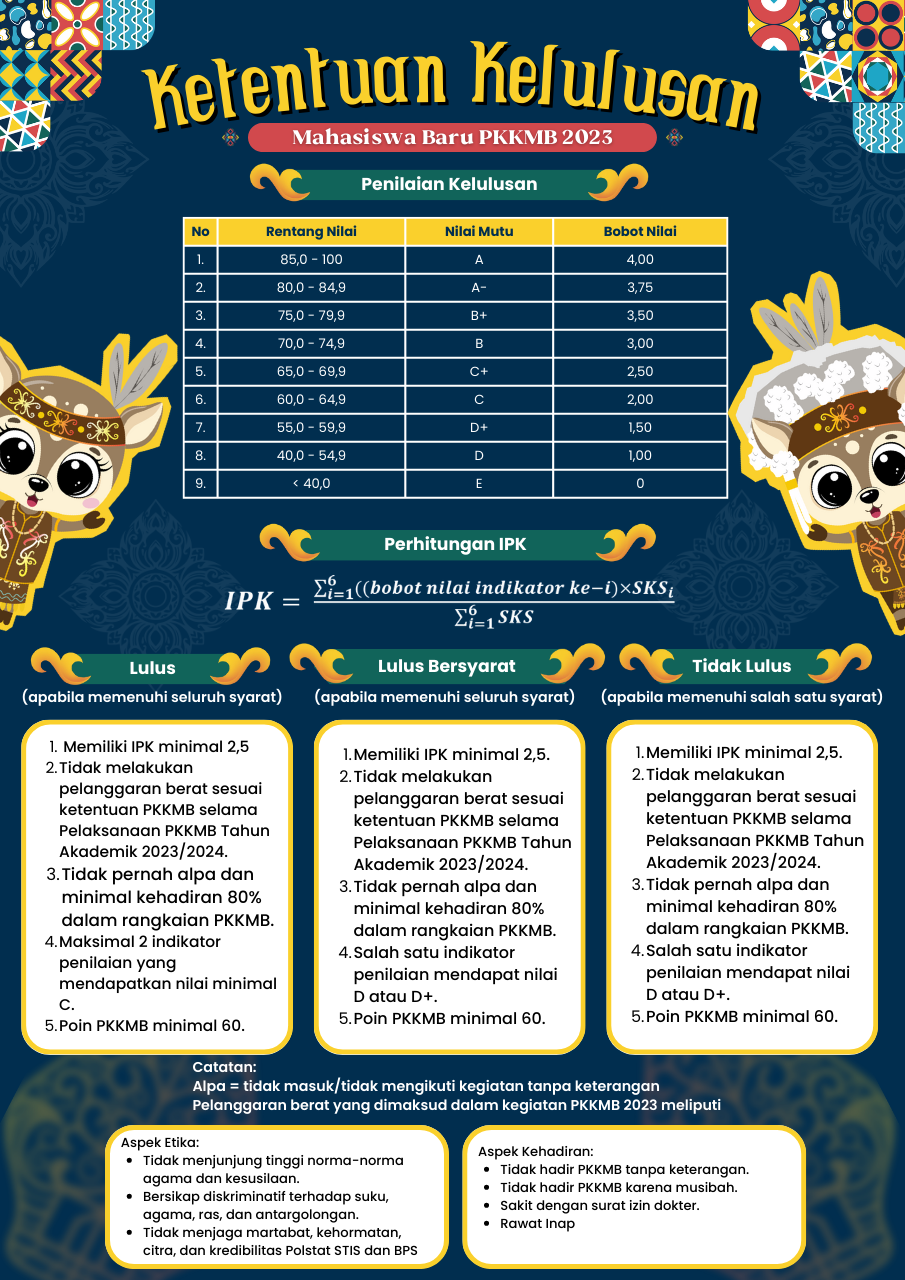 Ketentuan Kelulusan
Mahasiswa Baru PKKMB 2023
Penilaian Kelulusan
No Rentang Nilai Nilai Mutu Bobot Nilai
1. 85,0 - 100 A 4,00
2. 80,0 - 84,9 A- 3,75
3. 75,0 - 79,9 B+ 3,50
4. 70,0 - 74,9 B 3,00
5. 65,0 - 69,9 C+ 2,50
6. 60,0 - 64,9 C 2,00
7. 55,0 - 59,9 D+ 1,50
8. 40,0 - 54,9 D 1,00
9. < 40,0 E 0
Perhitungan IPK
IPK = ∑⁶ᵢ₌₁((bobot nilai indikator ke−i)×SKSᵢ
∑⁶ᵢ₌₁ SKS
Lulus
(apabila memenuhi seluruh syarat)
1. Memiliki IPK minimal 2,5
2. Tidak melakukan
pelanggaran berat sesuai
ketentuan PKKMB selama
Pelaksanaan PKKMB Tahun
Akademik 2023/2024.
3. Tidak pernah alpa dan
minimal kehadiran 80%
dalam rangkaian PKKMB.
4. Maksimal 2 indikator
penilaian yang
mendapatkan nilai minimal
C.
5. Poin PKKMB minimal 60.
Lulus Bersyarat
(apabila memenuhi seluruh syarat)
1. Memiliki IPK minimal 2,5.
2. Tidak melakukan
pelanggaran berat sesuai
ketentuan PKKMB selama
Pelaksanaan PKKMB Tahun
Akademik 2023/2024.
3. Tidak pernah alpa dan
minimal kehadiran 80%
dalam rangkaian PKKMB.
4. Salah satu indikator
penilaian mendapat nilai
D atau D+.
5. Poin PKKMB minimal 60.
Tidak Lulus
(apabila memenuhi salah satu syarat)
1. Memiliki IPK minimal 2,5.
2. Tidak melakukan
pelanggaran berat sesuai
ketentuan PKKMB selama
Pelaksanaan PKKMB Tahun
Akademik 2023/2024.
3. Tidak pernah alpa dan
minimal kehadiran 80%
dalam rangkaian PKKMB.
4. Salah satu indikator
penilaian mendapat nilai
D atau D+.
5. Poin PKKMB minimal 60.
Catatan:
Alpa = tidak masuk/tidak mengikuti kegiatan tanpa keterangan
Pelanggaran berat yang dimaksud dalam kegiatan PKKMB 2023 meliputi
Aspek Etika:
• Tidak menjunjung tinggi norma-norma
agama dan kesusilaan.
• Bersikap diskriminatif terhadap suku,
agama, ras, dan antargolongan.
• Tidak menjaga martabat, kehormatan,
citra, dan kredibilitas Polstat STIS dan BPS
Aspek Kehadiran:
• Tidak hadir PKKMB tanpa keterangan.
• Tidak hadir PKKMB karena musibah.
• Sakit dengan surat izin dokter.
• Rawat Inap